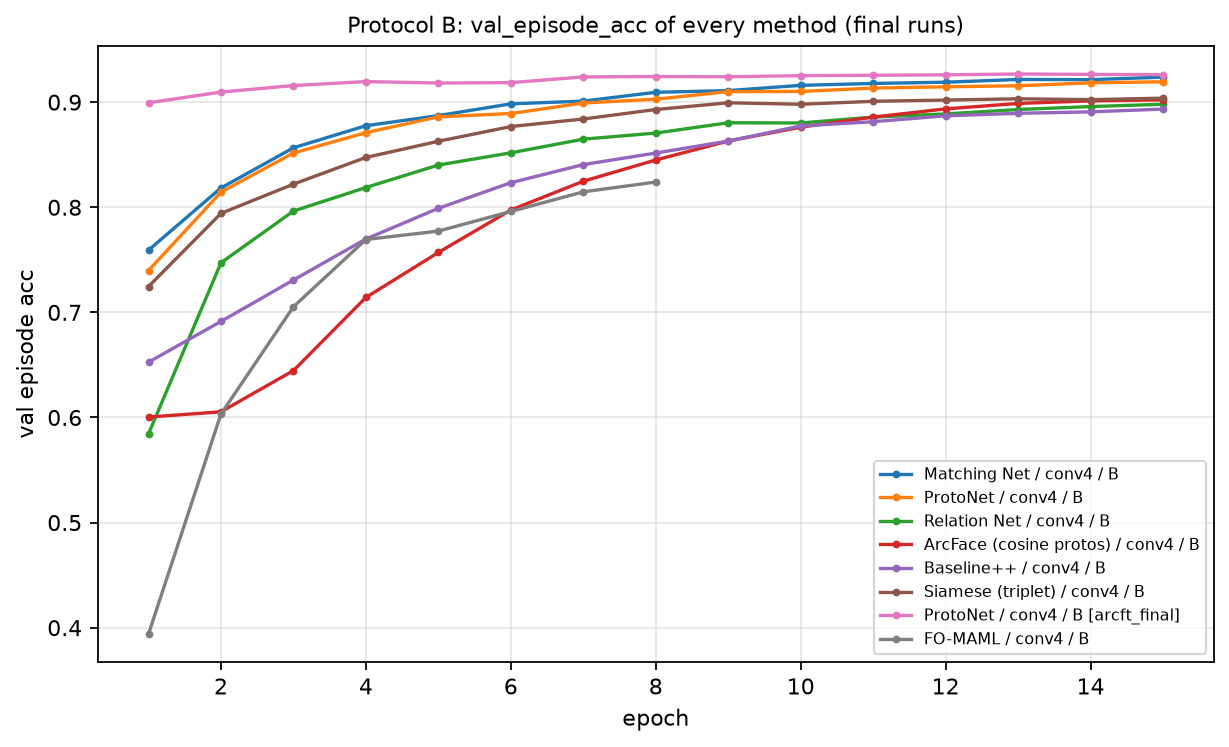 Protocol B: val_episode_acc of every method (final runs)
val episode acc
0.9
0.8
0.7
0.6
0.5
0.4
2 4 6 8 10 12 14
epoch
Matching Net / conv4 / B
ProtoNet / conv4 / B
Relation Net / conv4 / B
ArcFace (cosine protos) / conv4 / B
Baseline++ / conv4 / B
Siamese (triplet) / conv4 / B
ProtoNet / conv4 / B [arcft_final]
FO-MAML / conv4 / B